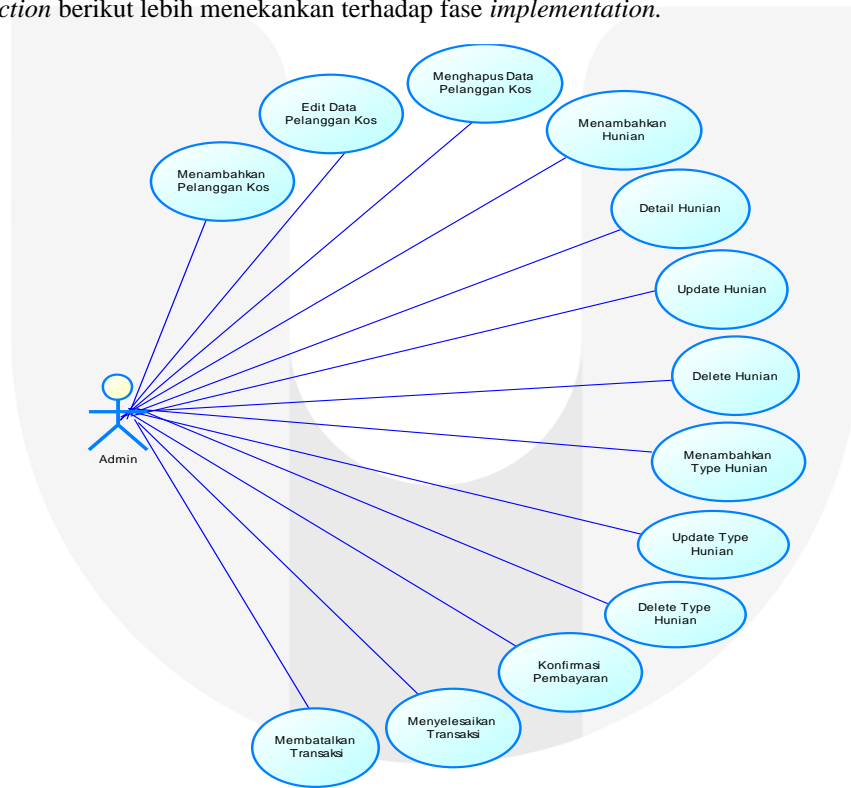 ction berikut lebih menekankan terhadap fase implementation.
Menghapus Data
Pelanggan Kos
Edit Data
Pelanggan Kos
Menambahkan
Hunian
Menambahkan
Pelanggan Kos
Detail Hunian
Update Hunian
Delete Hunian
Admin
Menambahkan
Type Hunian
Update Type
Hunian
Delete Type
Hunian
Konfirmasi
Pembayaran
Menyelesaikan
Transaksi
Membatalkan
Transaksi